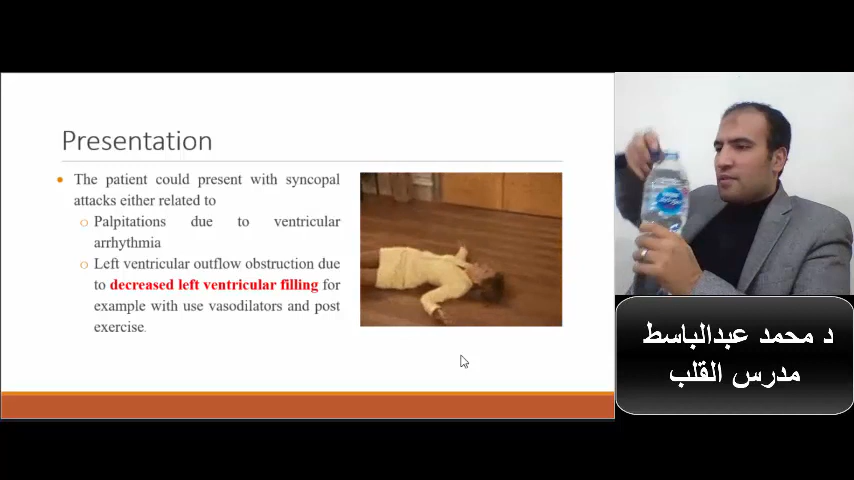 Presentation
The patient could present with syncopal
attacks either related to
Palpitations due to ventricular
arrhythmia
Left ventricular outflow obstruction due
to decreased left ventricular filling for
example with use vasodilators and post
exercise.
د محمد عبدالباسط
مدرس القلب